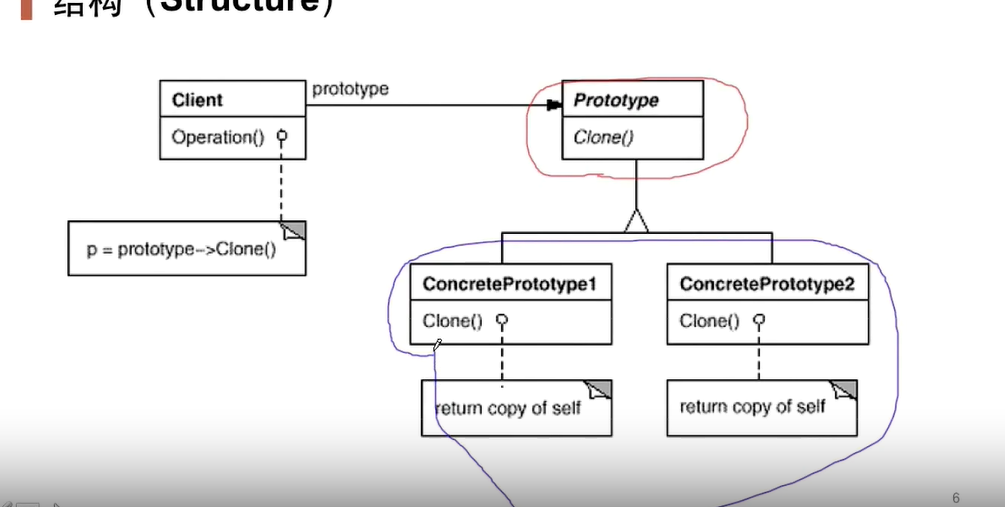 结构（Structure）
prototype
Client
Operation()
Prototype
Clone()
p = prototype->Clone()
ConcretePrototype1
Clone()
ConcretePrototype2
Clone()
return copy of self
return copy of self
6